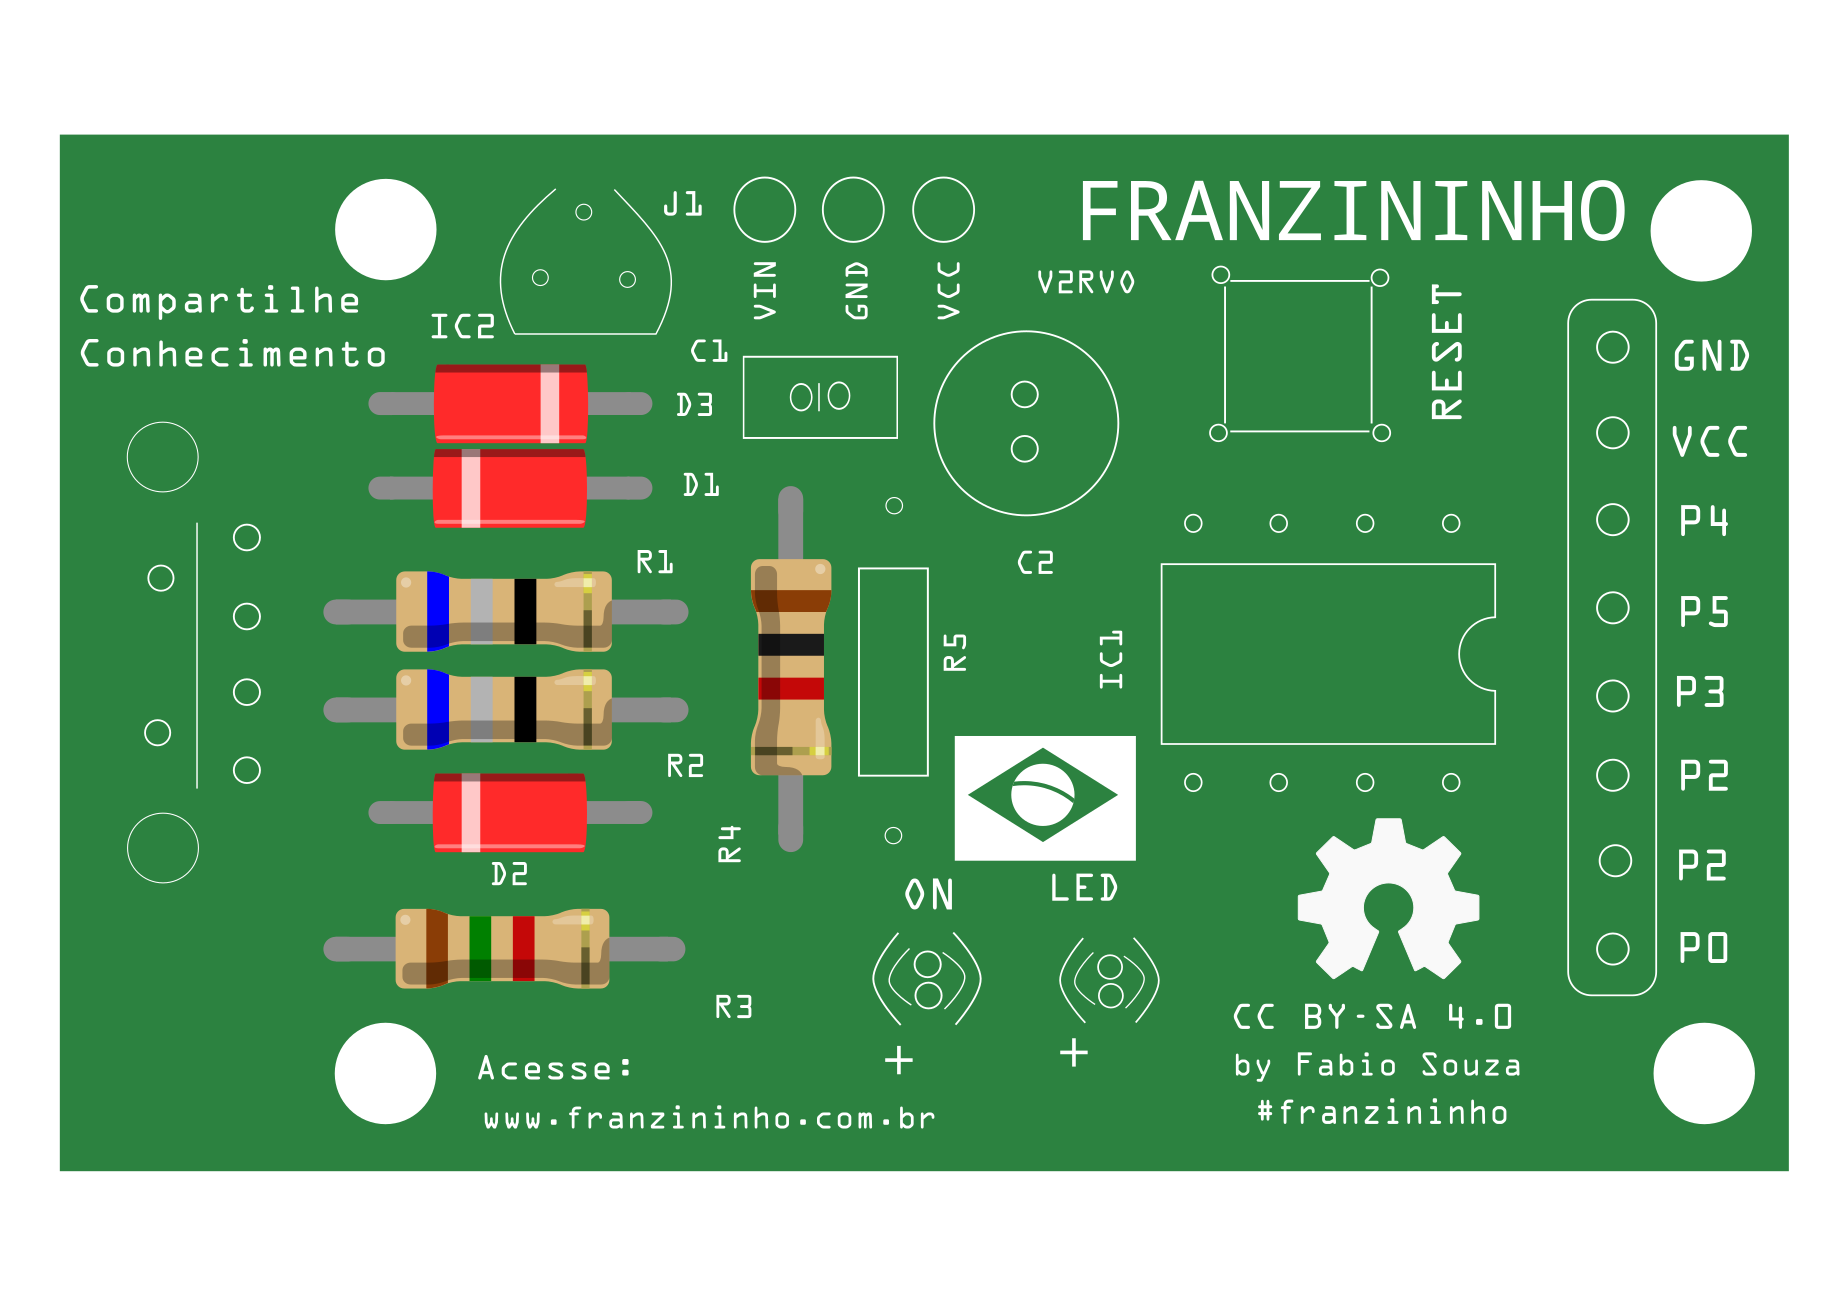 FRANZININHO
J1
VIN
GND
VCC
V2RV0
RESET
Compartilhe
Conhecimento
IC2
C1
D3
D1
GND
VCC
P4
P5
P3
P2
P2
P0
R1
C2
R5
IC1
R2
R4
D2
ON
LED
R3
CC BY-SA 4.0
by Fabio Souza
#franzininho
Acesse:
www.franzininho.com.br
+
+